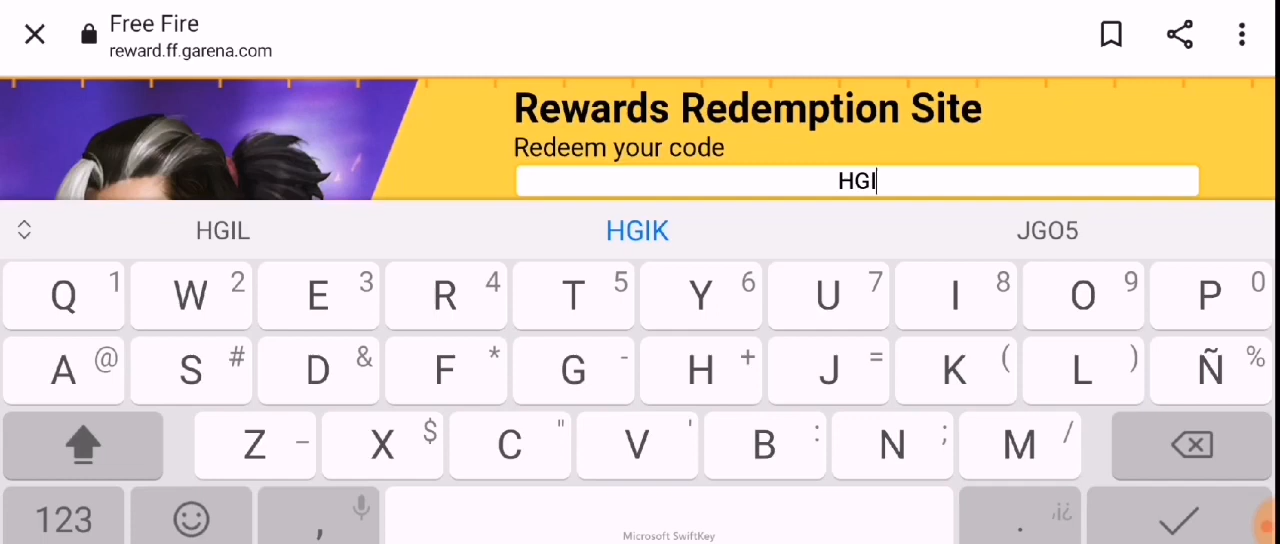 Free Fire
reward.ff.garena.com
Rewards Redemption Site
Redeem your code
HGI
HGIL HGIK JGO5
Q 1 W 2 E 3 R 4 T 5 Y 6 U 7 I 8 O 9 P 0
A @ S # D & F * G - H + J = K ( L ) Ñ %
Z _ X $ C " V ' B : N ; M /
123 , . ,i¿
Microsoft SwiftKey